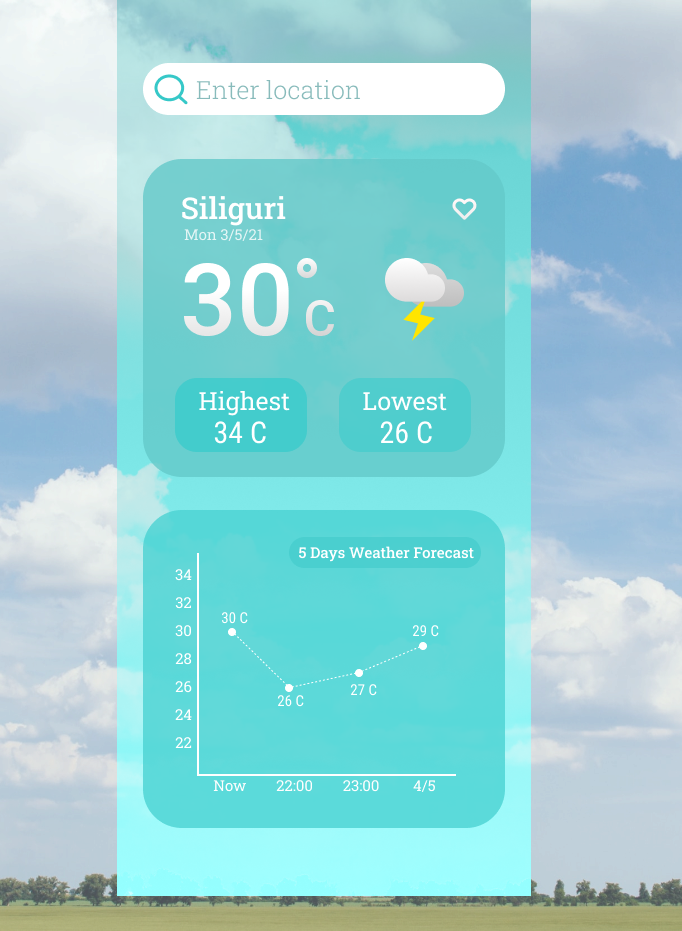 Enter location
Siliguri
Mon 3/5/21
30°C
Highest
34 C
Lowest
26 C
5 Days Weather Forecast
34
32
30
28
26
24
22
30 C
26 C
27 C
29 C
Now 22:00 23:00 4/5